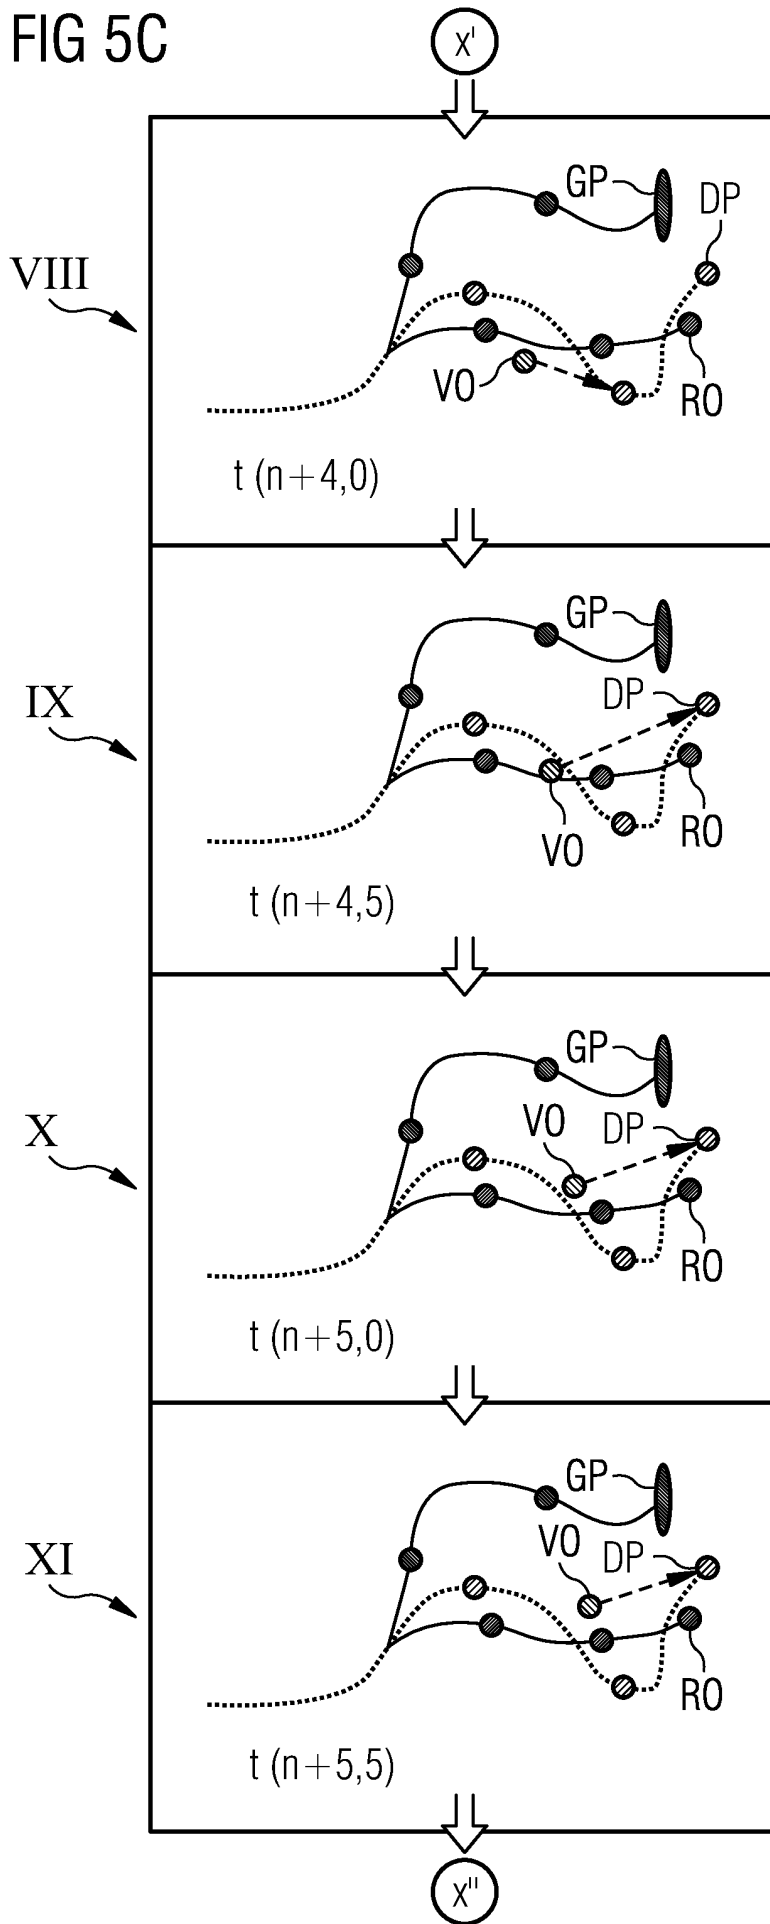 FIG 5C
X'
GP
DP
VIII
VO
RO
t (n+4,0)
GP
IX
DP
VO
RO
t (n+4,5)
GP
X
VO
DP
RO
t (n+5,0)
GP
XI
VO
DP
RO
t (n+5,5)
X"